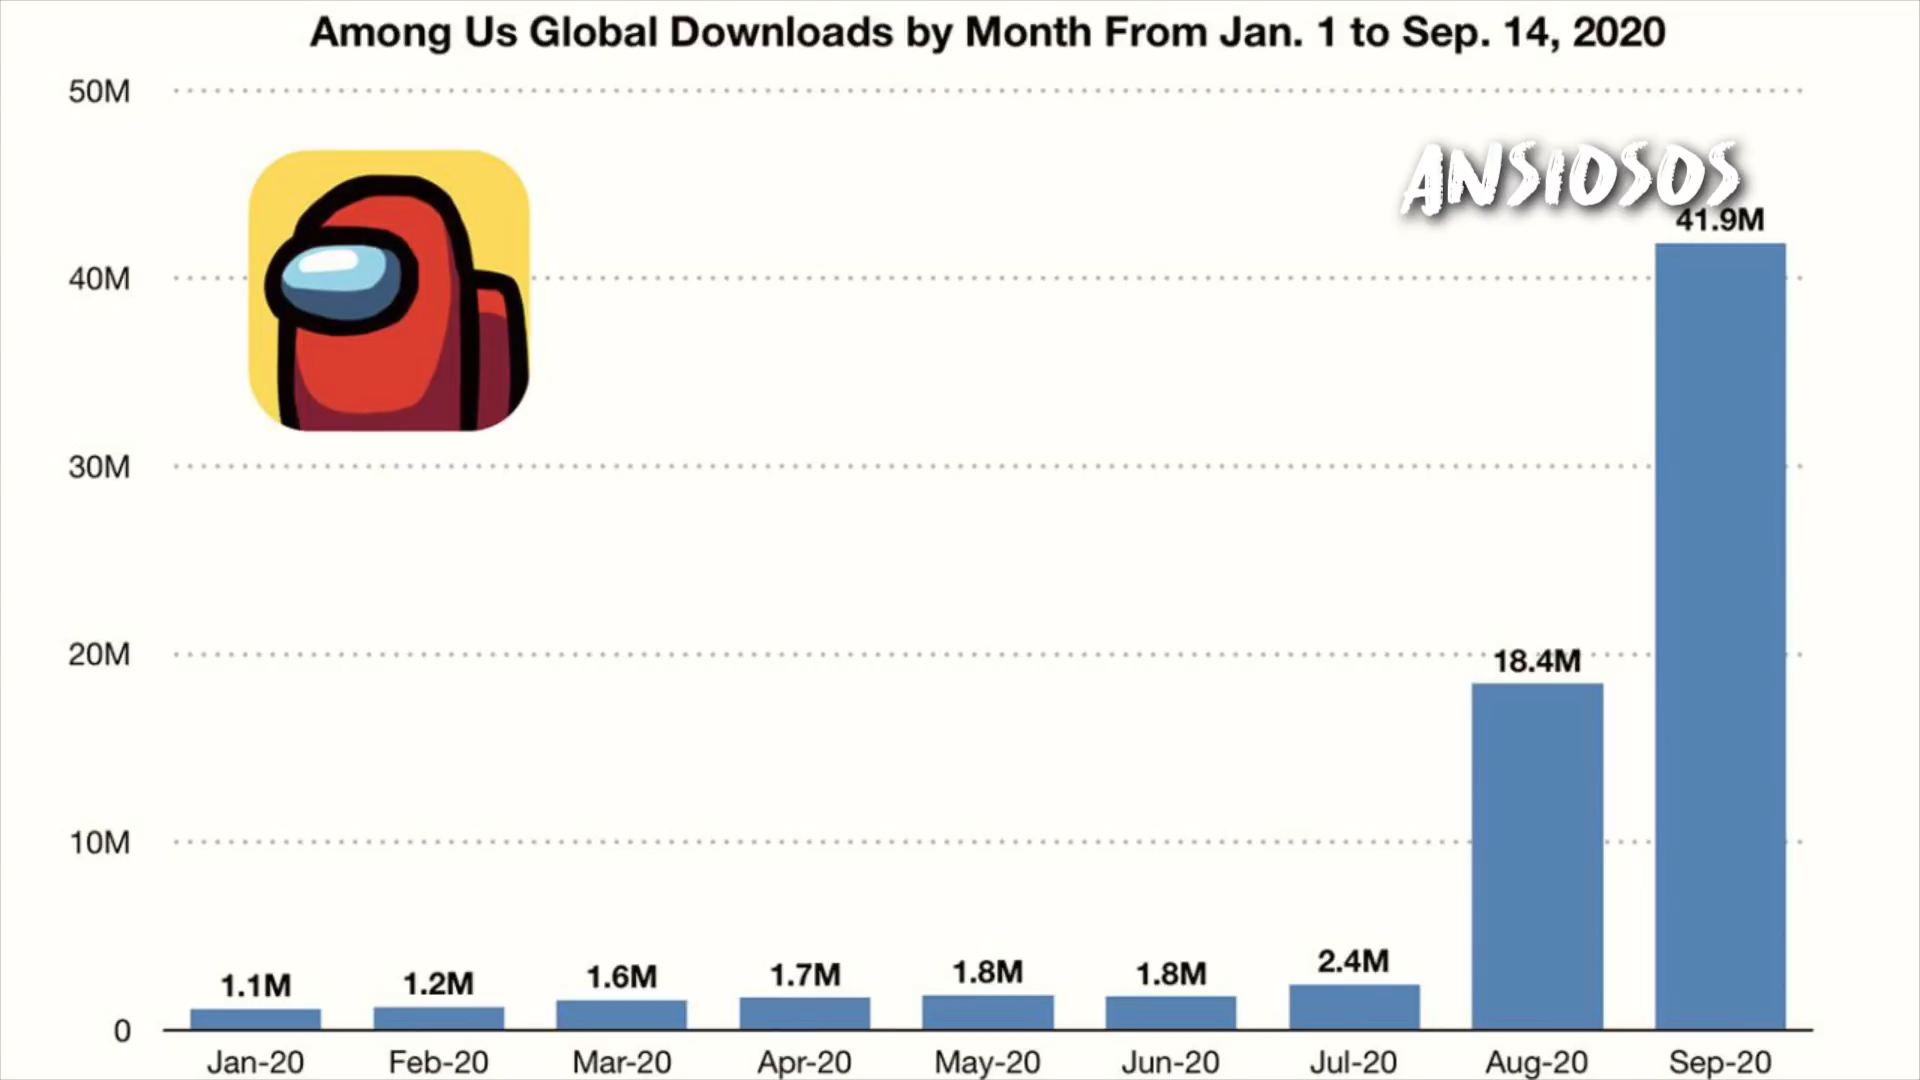 Among Us Global Downloads by Month From Jan. 1 to Sep. 14, 2020
50M
ANSIOSOS
41.9M
40M
30M
20M
18.4M
10M
1.1M
1.2M
1.6M
1.7M
1.8M
1.8M
2.4M
0
Jan-20 Feb-20 Mar-20 Apr-20 May-20 Jun-20 Jul-20 Aug-20 Sep-20